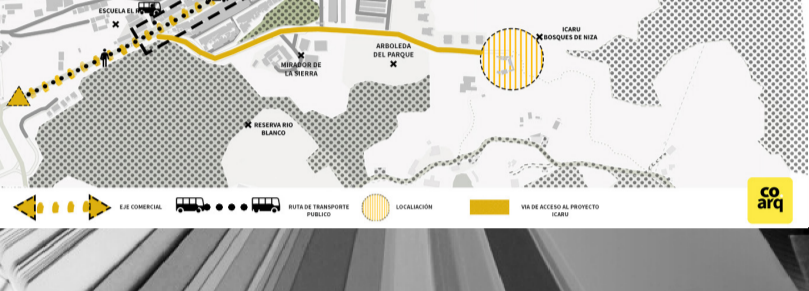 ESCUELA EL
ICARU
BOSQUES DE NIZA
ARBOLEDA
DEL PARQUE
MIRADOR DE
LA SIERRA
RESERVA RIO
BLANCO
EJE COMERCIAL
RUTA DE TRANSPORTE
PUBLICO
LOCALIACIÓN
VIA DE ACCESO AL PROYECTO
ICARU
co
arq